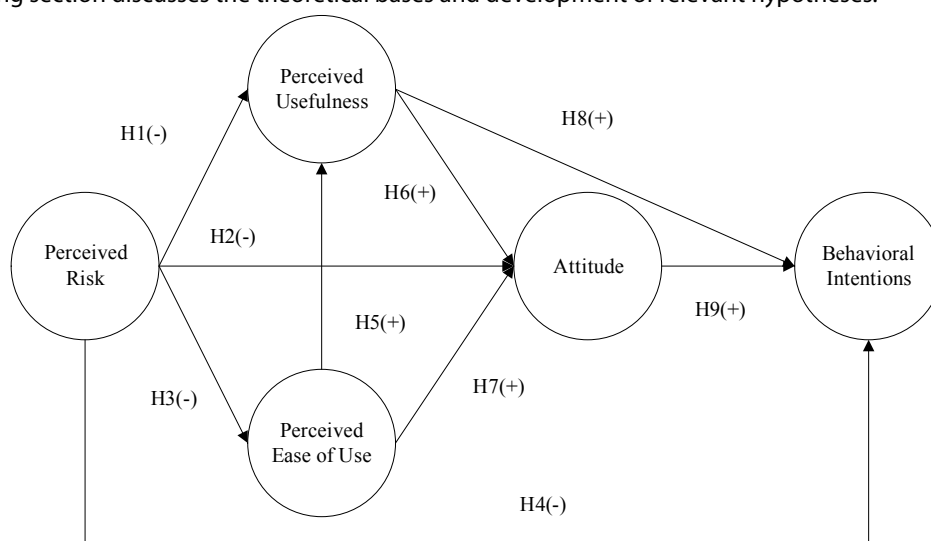 ng section discusses the theoretical bases and development of relevant hypotheses.
Perceived
Usefulness
H8(+)
H1(-)
H6(+)
H2(-)
Perceived
Risk
Attitude
Behavioral
Intentions
H9(+)
H5(+)
H7(+)
H3(-)
Perceived
Ease of Use
H4(-)